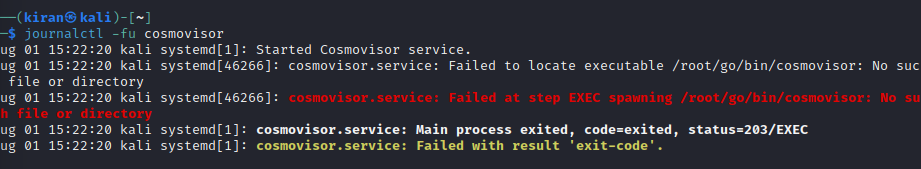 ──(kiran㉿kali)-[~]
─$ journalctl -fu cosmovisor
ug 01 15:22:20 kali systemd[1]: Started Cosmovisor service.
ug 01 15:22:20 kali systemd[46266]: cosmovisor.service: Failed to locate executable /root/go/bin/cosmovisor: No suc
 file or directory
ug 01 15:22:20 kali systemd[46266]: cosmovisor.service: Failed at step EXEC spawning /root/go/bin/cosmovisor: No su
h file or directory
ug 01 15:22:20 kali systemd[1]: cosmovisor.service: Main process exited, code=exited, status=203/EXEC
ug 01 15:22:20 kali systemd[1]: cosmovisor.service: Failed with result 'exit-code'.